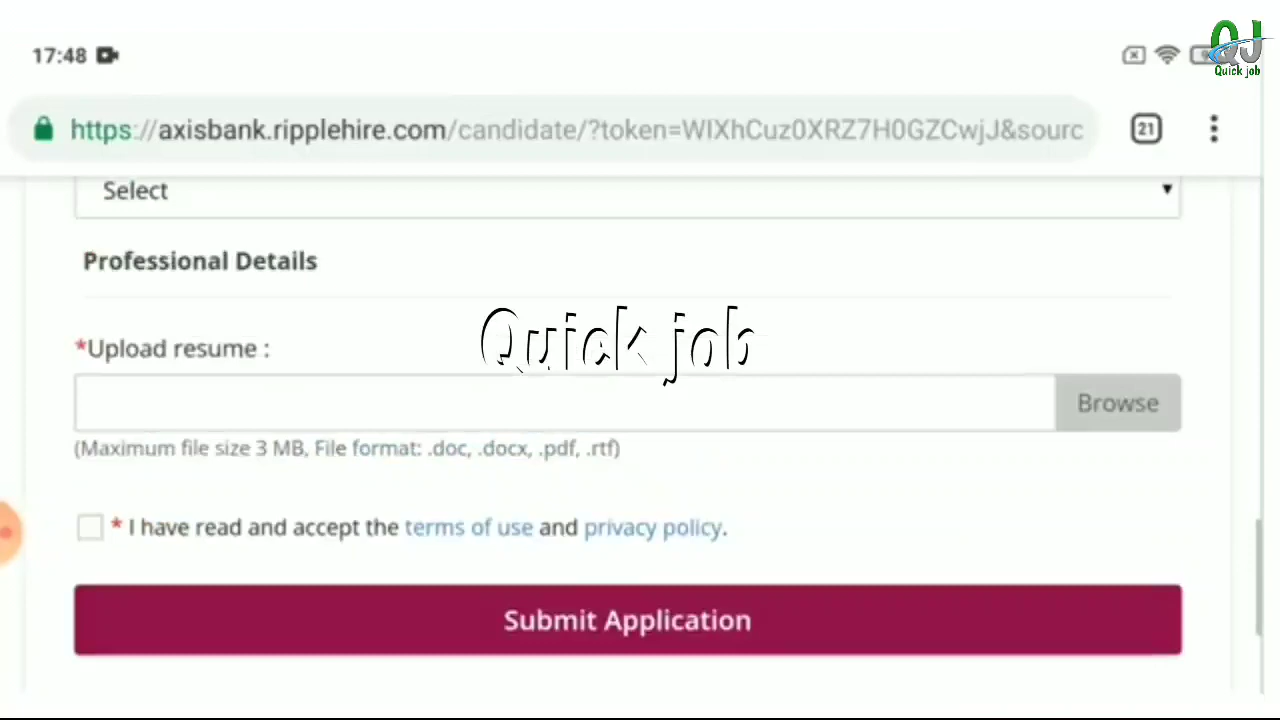 17:48
QJ
Quick job
https://axisbank.ripplehire.com/candidate/?token=WIXhCuz0XRZ7H0GZCwjJ&sourc
21
Select
Professional Details
Quick job
*Upload resume :
Browse
(Maximum file size 3 MB, File format: .doc, .docx, .pdf, .rtf)
* I have read and accept the terms of use and privacy policy.
Submit Application